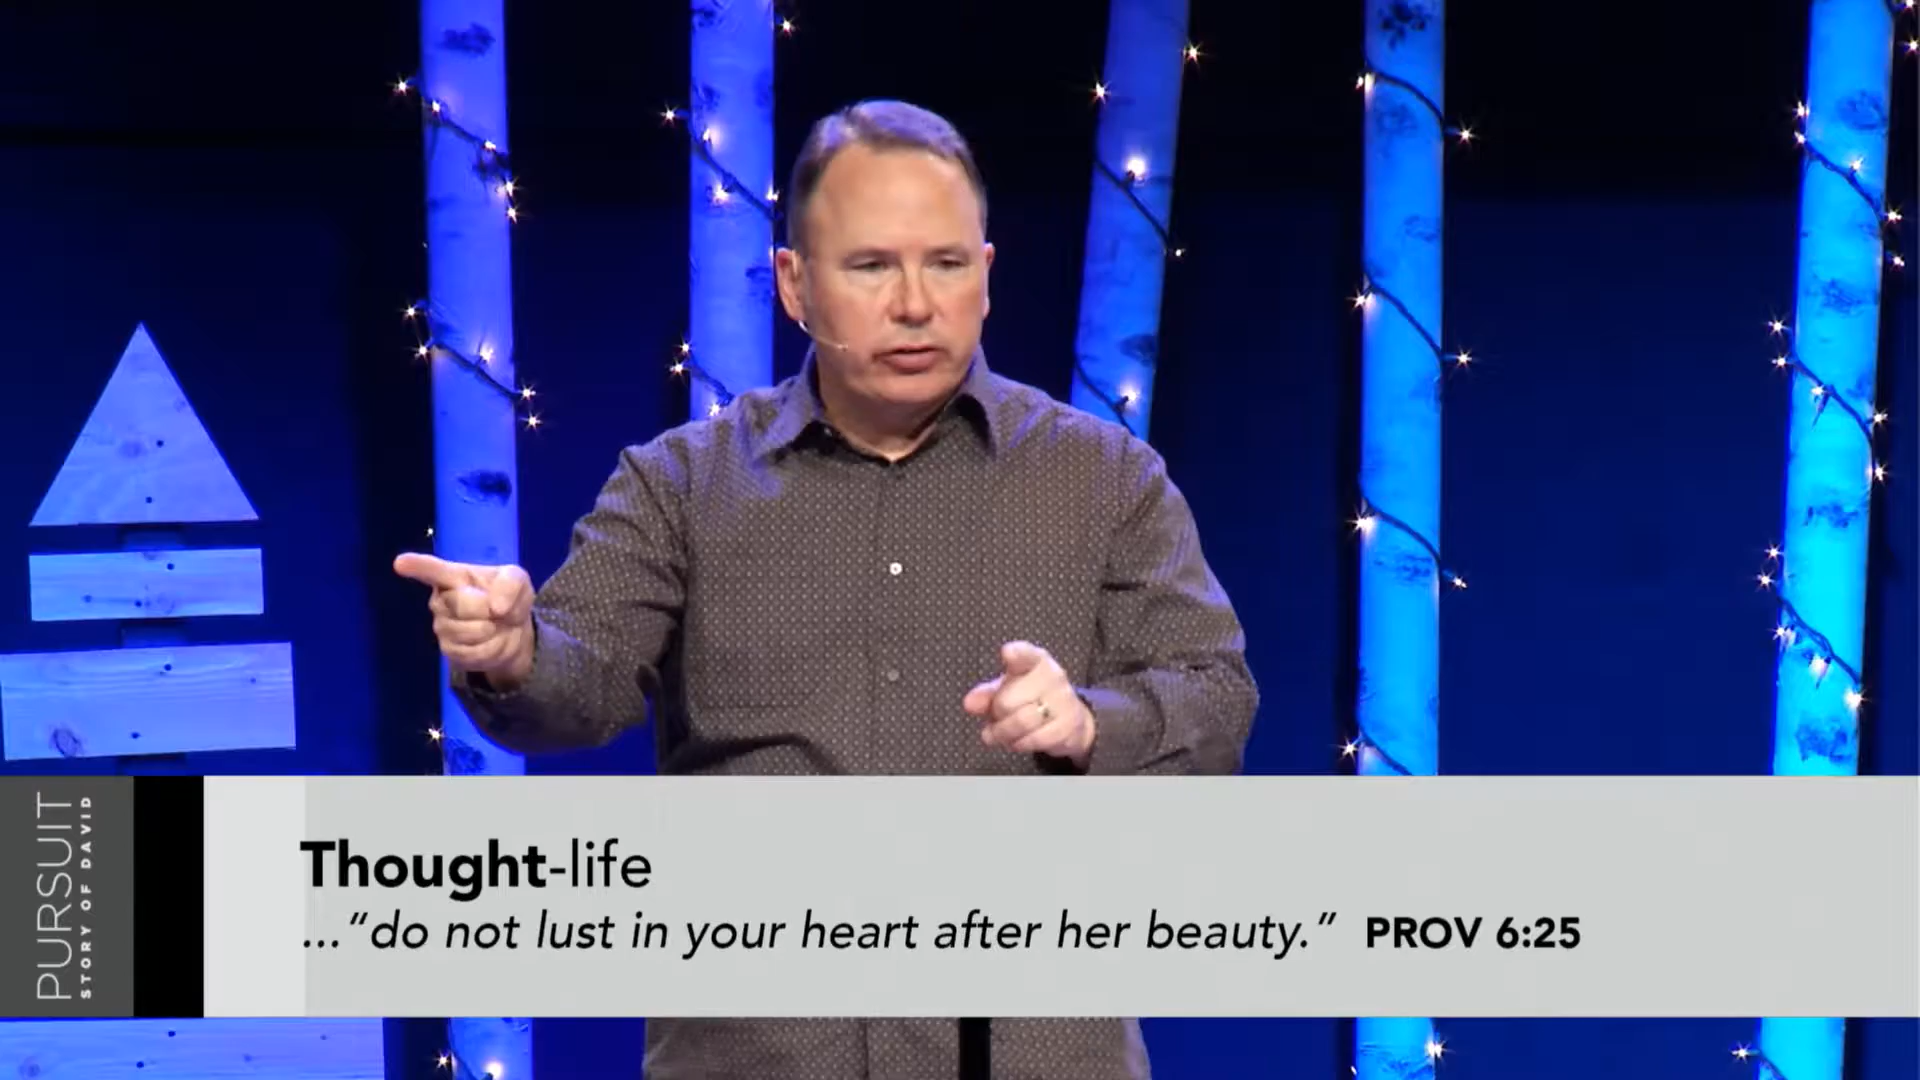 PURSUIT
STORY OF DAVID
Thought-life
..."do not lust in your heart after her beauty." PROV 6:25